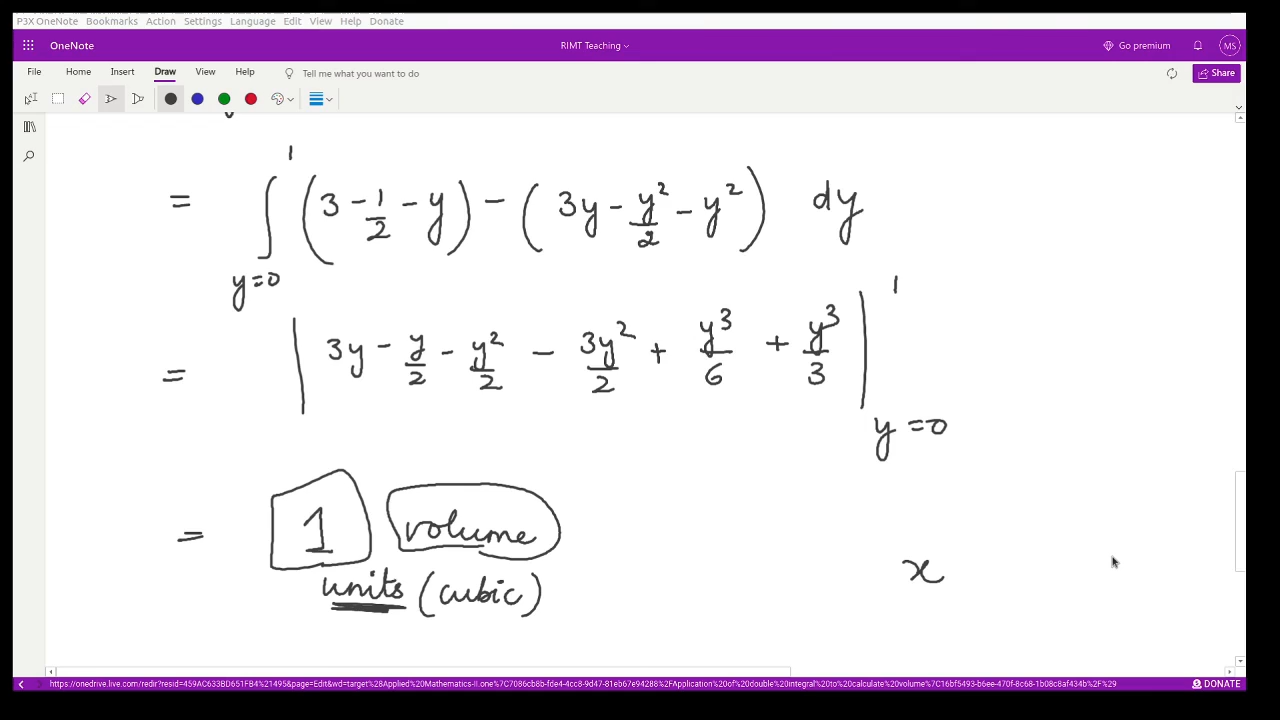 P3X OneNote Bookmarks Action Settings Language Edit View Help Donate
OneNote RIMT Teaching Go premium MS
File Home Insert Draw View Help Tell me what you want to do Share
1
= ∫ (3 - 1/2 - y) - (3y - y²/2 - y²) dy
y=0
1
= | 3y - y/2 - y²/2 - 3y²/2 + y³/6 + y³/3 |
y=0
= 1 volume
units (cubic)
x
DONATE